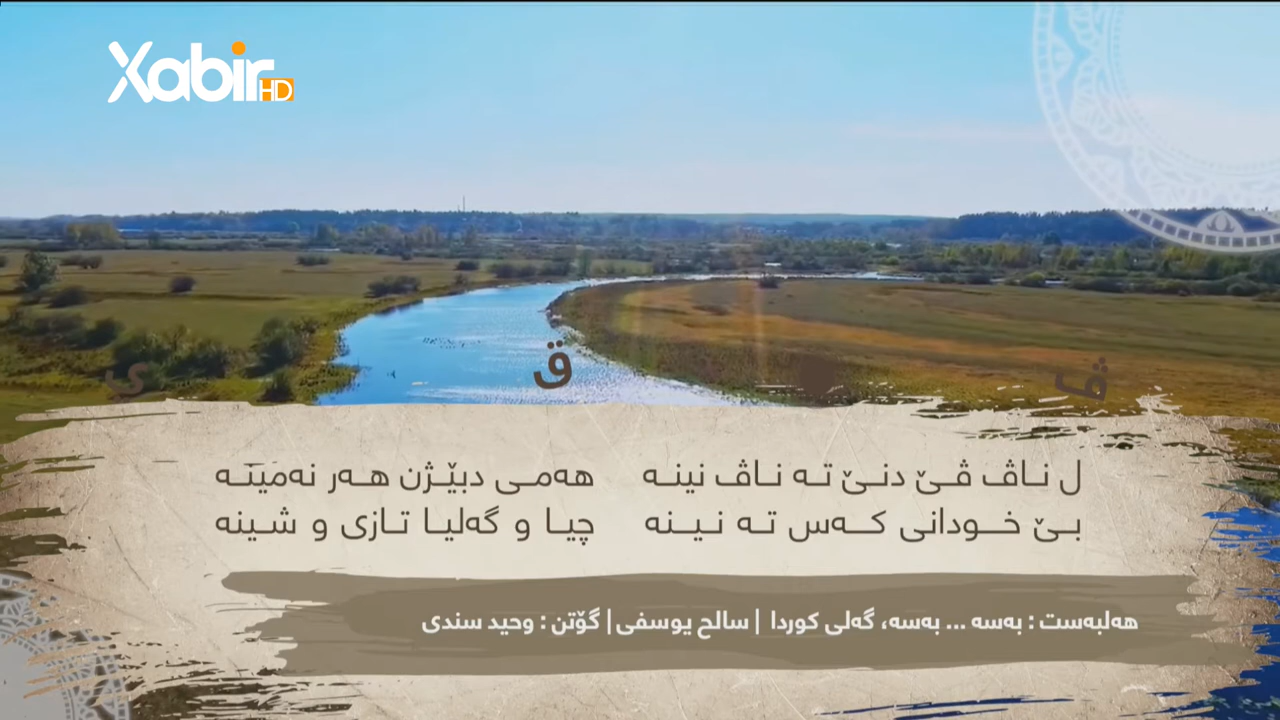 Xabir HD
ق
ڤ
ی
ل ناڤ ڤێ دنێ تە ناڤ نینە هەمی دبێژن هەر نەمینە
بێ خودانی کەس تە نینە چیا و گەلیا تازی و شینە
هەلبەست : بەسە ... بەسە، گەلی کوردا | سالح یوسفی | گۆتن : وحید سندی